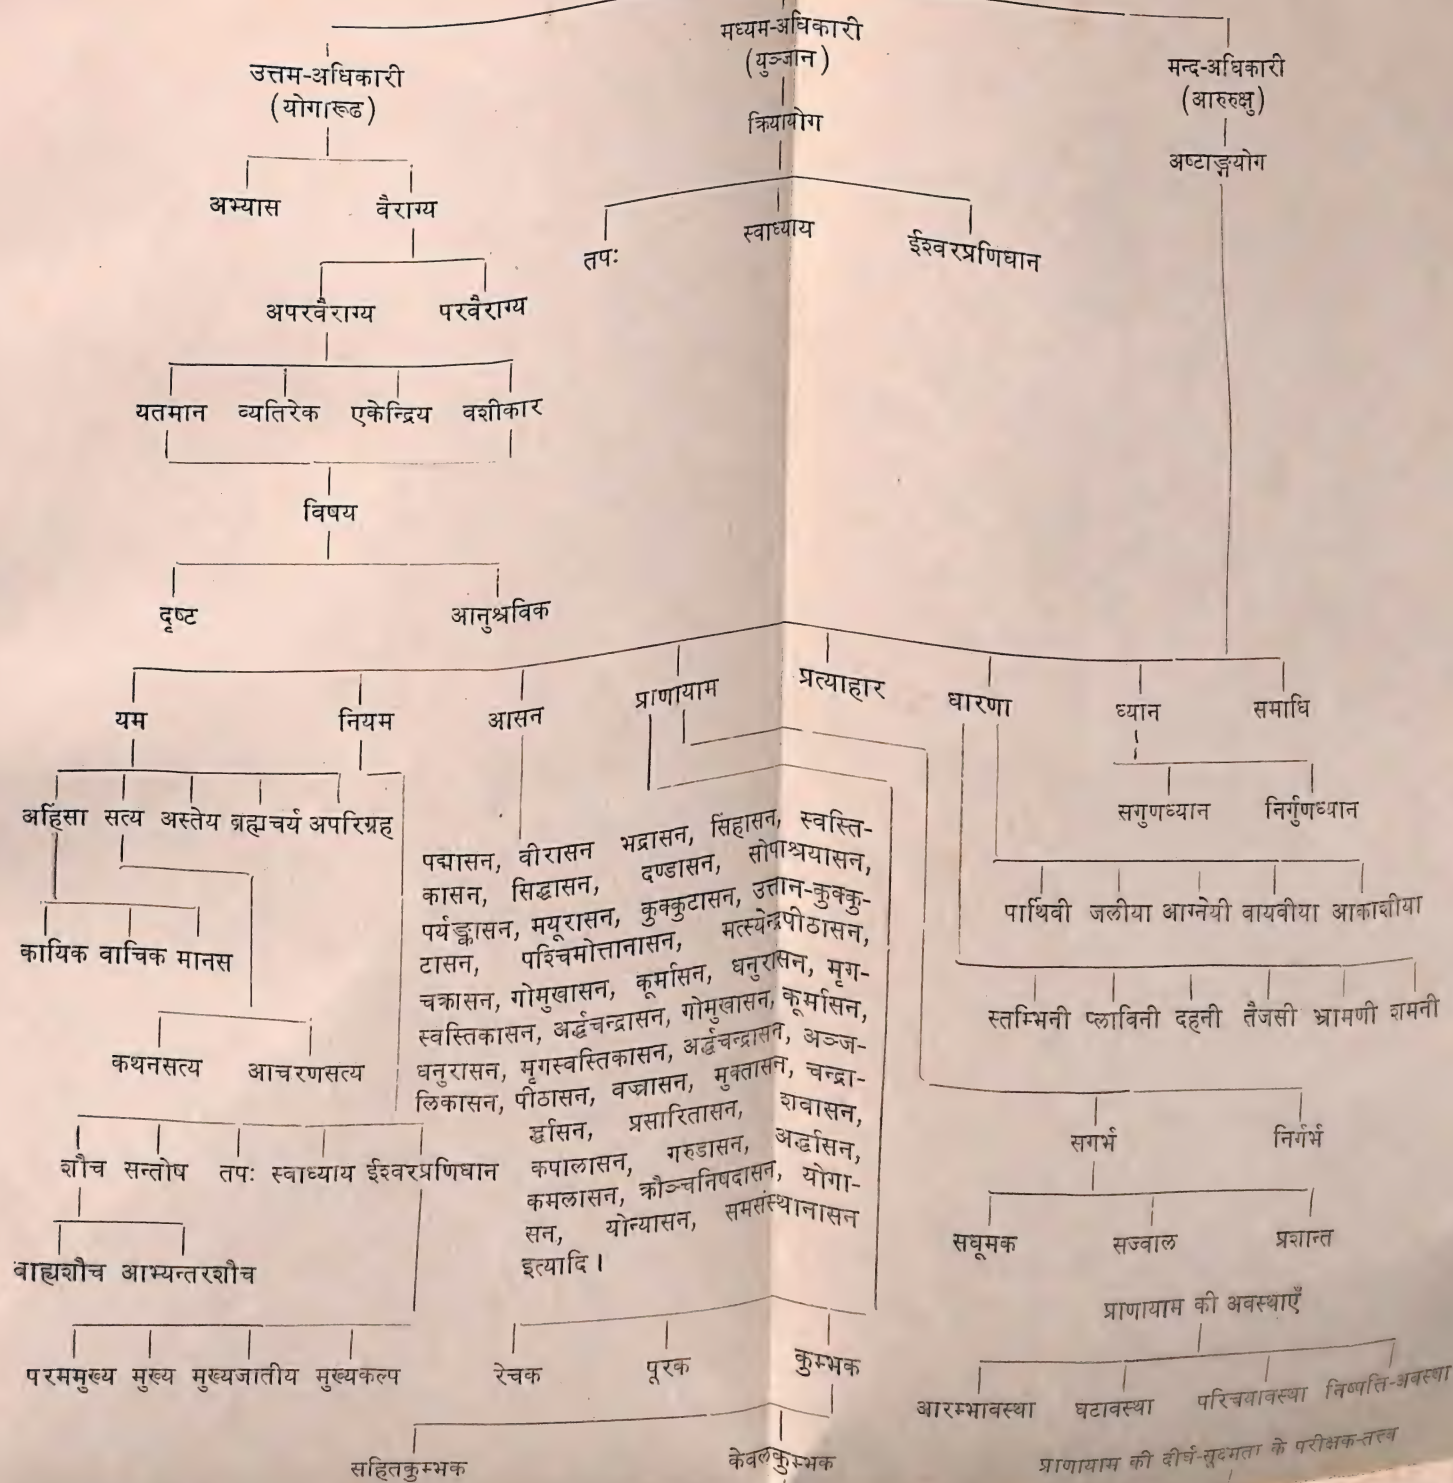 मध्यम-अधिकारी
(युञ्जान)
उत्तम-अधिकारी
(योगारूढ)
मन्द-अधिकारी
(आरुरुक्षु)
क्रियायोग
अष्टाङ्गयोग
अभ्यास वैराग्य
तपः स्वाध्याय ईश्वरप्रणिधान
अपरवैराग्य परवैराग्य
यतमान व्यतिरेक एकेन्द्रिय वशीकार
विषय
दृष्ट आनुश्रविक
यम नियम आसन प्राणायाम प्रत्याहार धारणा ध्यान समाधि
सगुणध्यान निर्गुणध्यान
अहिंसा सत्य अस्तेय ब्रह्मचर्य अपरिग्रह
पद्मासन, वीरासन भद्रासन, सिंहासन, स्वस्ति-
कासन, सिद्धासन, दण्डासन, सोपाश्रयासन,
पर्यङ्कासन, मयूरासन, कुक्कुटासन, उत्तान-कुक्कु-
टासन, पश्चिमोत्तानासन, मत्स्येन्द्रपीठासन,
चक्रासन, गोमुखासन, कूर्मासन, धनुरासन, मृग-
स्वस्तिकासन, अर्द्धचन्द्रासन, गोमुखासन, कूर्मासन,
धनुरासन, मृगस्वस्तिकासन, अर्द्धचन्द्रासन, अञ्ज-
लिकासन, पीठासन, वज्रासन, मुक्तासन, चन्द्रा-
र्द्धासन, प्रसारितासन, शवासन,
कपालासन, गरुडासन, अर्द्धासन,
कमलासन, क्रौञ्चनिषदासन, योगा-
सन, योन्यासन, समसंस्थानासन
इत्यादि ।
पार्थिवी जलीया आग्नेयी वायवीया आकाशीया
कायिक वाचिक मानस
स्तम्भिनी प्लाविनी दहनी तैजसी भ्रामणी शमनी
कथनसत्य आचरणसत्य
सगर्भ निर्गर्भ
शौच सन्तोष तपः स्वाध्याय ईश्वरप्रणिधान
सधूमक सज्वाल प्रशान्त
बाह्यशौच आभ्यन्तरशौच
प्राणायाम की अवस्थाएँ
परममुख्य मुख्य मुख्यजातीय मुख्यकल्प
रेचक पूरक कुम्भक
आरम्भावस्था घटावस्था परिचयावस्था निष्पत्ति-अवस्था
सहितकुम्भक केवलकुम्भक
प्राणायाम की दीर्घ-सूक्ष्मता के परीक्षक-तत्त्व